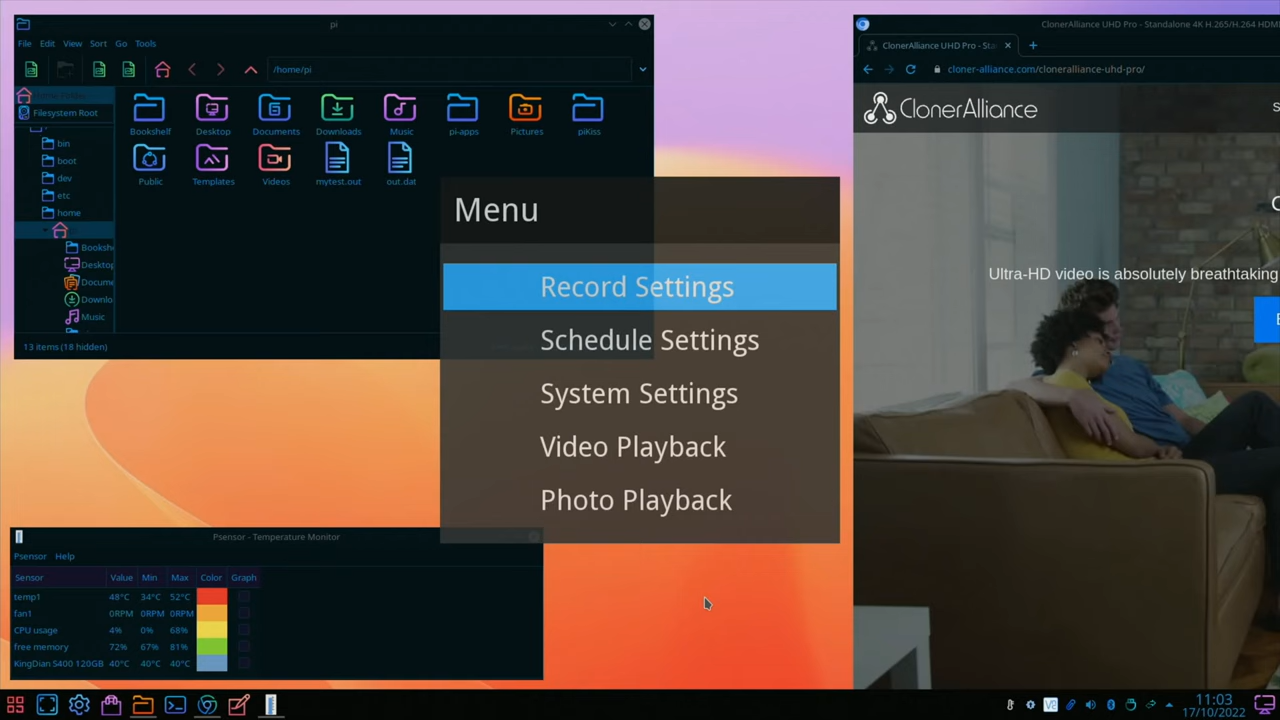 pi
File Edit View Sort Go Tools
/home/pi
Filesystem Root
bin
boot
dev
etc
home
Booksh
Desktop
Docume
Downlo
Music
Bookshelf Desktop Documents Downloads Music pi-apps Pictures piKiss
Public Templates Videos mytest.out out.dat
13 items (18 hidden)
Menu
Record Settings
Schedule Settings
System Settings
Video Playback
Photo Playback
Psensor - Temperature Monitor
Psensor Help
Sensor Value Min Max Color Graph
temp1 48°C 34°C 52°C
fan1 0RPM 0RPM 0RPM
CPU usage 4% 0% 68%
free memory 72% 67% 81%
KingDian S400 120GB 40°C 40°C 40°C
ClonerAlliance UHD Pro - Standalone 4K H.265/H.264 HDMI
ClonerAlliance UHD Pro - Sta
cloner-alliance.com/cloneralliance-uhd-pro/
ClonerAlliance
Ultra-HD video is absolutely breathtaking
11:03
17/10/2022